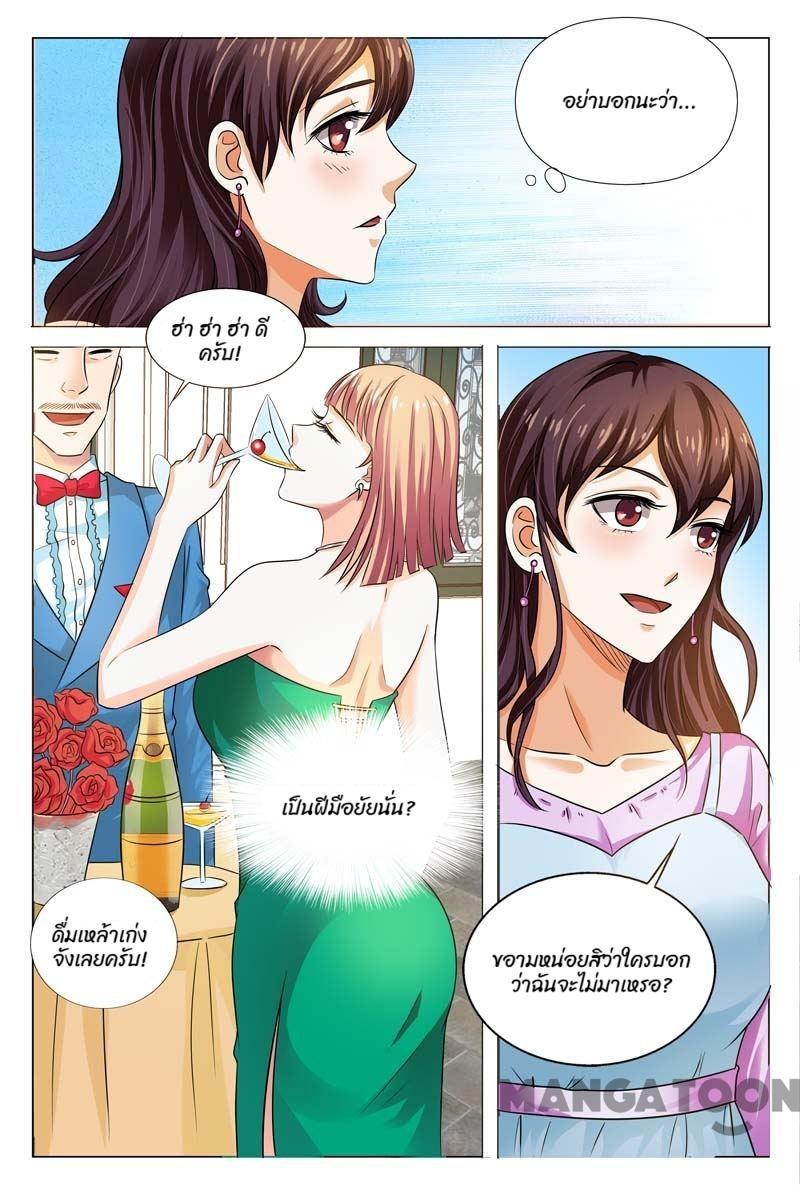 อย่าบอกนะว่า...
ฮ่า ฮ่า ฮ่า ดี
ครับ!
เป็นฝีมือยัยนั่น?
ดื่มเหล้าเก่ง
จังเลยครับ!
ขอถามหน่อยสิว่าใครบอก
ว่าฉันจะไม่มาเหรอ?
MANGATOON